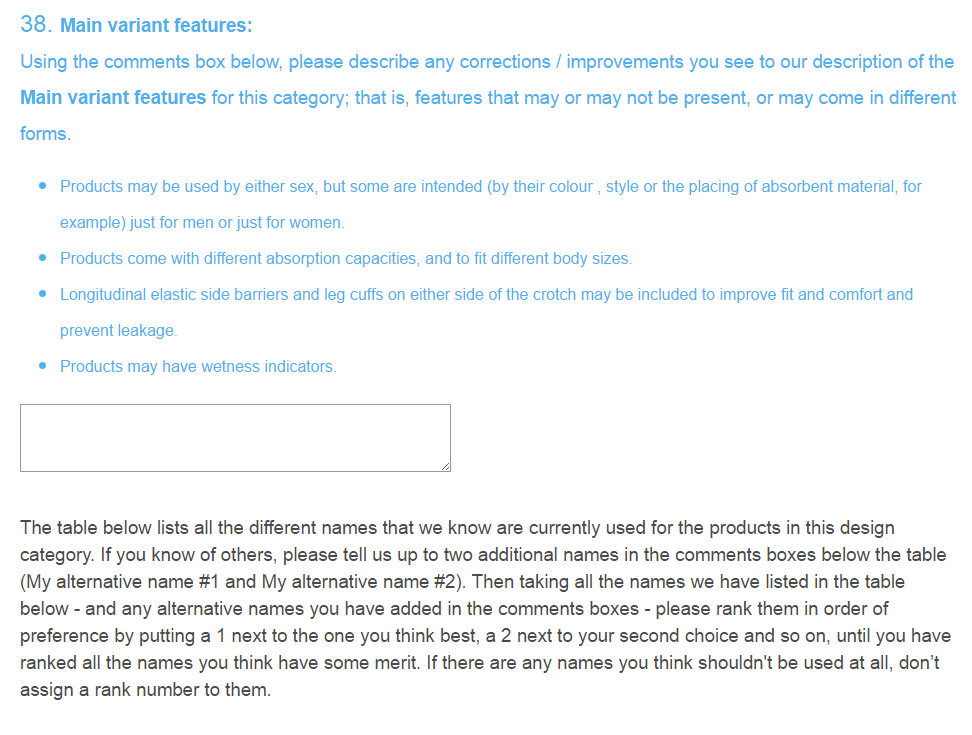 38. Main variant features:
Using the comments box below, please describe any corrections / improvements you see to our description of the
Main variant features for this category; that is, features that may or may not be present, or may come in different
forms.
• Products may be used by either sex, but some are intended (by their colour , style or the placing of absorbent material, for
example) just for men or just for women.
• Products come with different absorption capacities, and to fit different body sizes.
• Longitudinal elastic side barriers and leg cuffs on either side of the crotch may be included to improve fit and comfort and
prevent leakage.
• Products may have wetness indicators.
The table below lists all the different names that we know are currently used for the products in this design
category. If you know of others, please tell us up to two additional names in the comments boxes below the table
(My alternative name #1 and My alternative name #2). Then taking all the names we have listed in the table
below - and any alternative names you have added in the comments boxes - please rank them in order of
preference by putting a 1 next to the one you think best, a 2 next to your second choice and so on, until you have
ranked all the names you think have some merit. If there are any names you think shouldn't be used at all, don’t
assign a rank number to them.